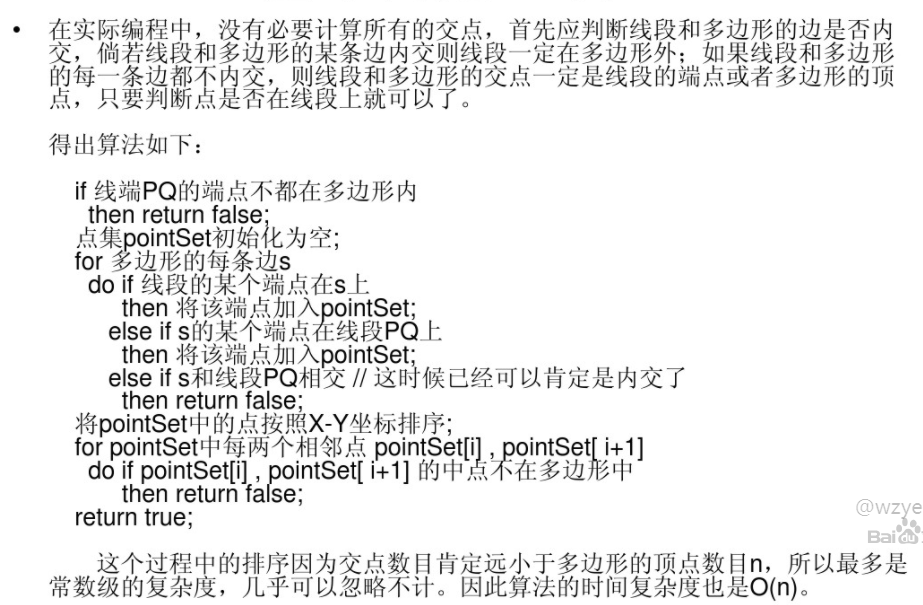 • 在实际编程中，没有必要计算所有的交点，首先应判断线段和多边形的边是否内
交，倘若线段和多边形的某条边内交则线段一定在多边形外；如果线段和多边形
的每一条边都不内交，则线段和多边形的交点一定是线段的端点或者多边形的顶
点，只要判断点是否在线段上就可以了。
得出算法如下：
if 线端PQ的端点不都在多边形内
then return false;
点集pointSet初始化为空;
for 多边形的每条边s
do if 线段的某个端点在s上
then 将该端点加入pointSet;
else if s的某个端点在线段PQ上
then 将该端点加入pointSet;
else if s和线段PQ相交 // 这时候已经可以肯定是内交了
then return false;
将pointSet中的点按照X-Y坐标排序;
for pointSet中每两个相邻点 pointSet[i] , pointSet[ i+1]
do if pointSet[i] , pointSet[ i+1] 的中点不在多边形中
then return false;
return true;
@wzye
Bai
这个过程中的排序因为交点数目肯定远小于多边形的顶点数目n，所以最多是
常数级的复杂度，几乎可以忽略不计。因此算法的时间复杂度也是O(n)。